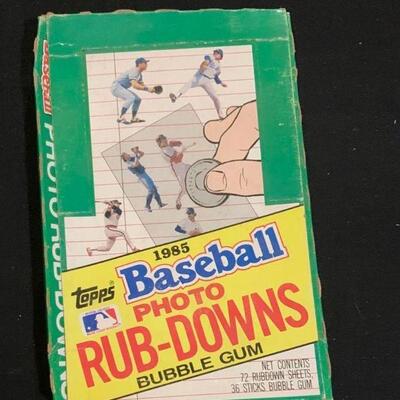 1985
topps Baseball
PHOTO
RUB-DOWNS
BUBBLE GUM
NET CONTENTS
72 RUBDOWN SHEETS,
36 STICKS BUBBLE GUM
Baseball PHOTO RUB-DOWNS